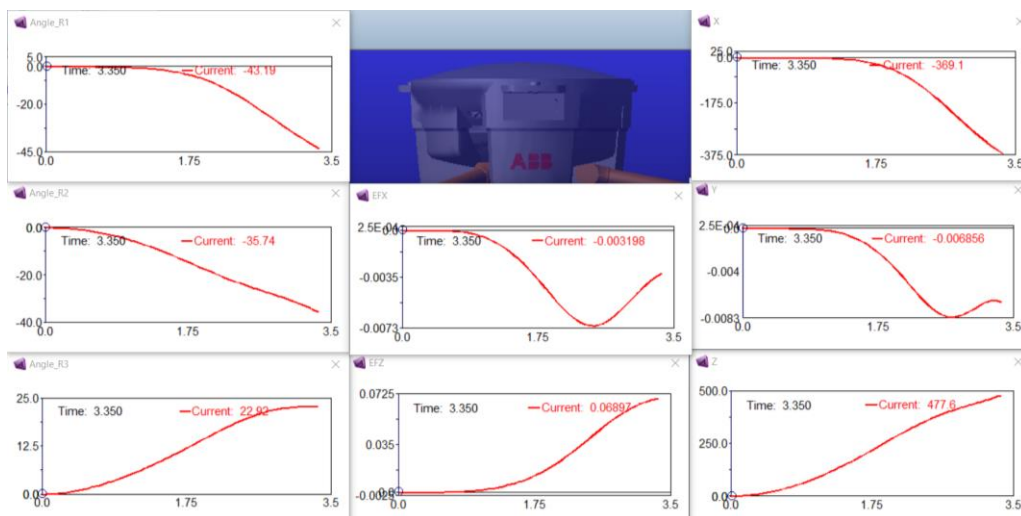 Angle_R1
5.0
0.0
Time: 3.350
Current: -43.19
-20.0
-45.0
0.0 1.75 3.5
ABB
X
25.0
0.0
Time: 3.350
Current: -369.1
-175.0
-375.0
0.0 1.75 3.5
Angle_R2
0.0
Time: 3.350
Current: -35.74
-20.0
-40.0
0.0 1.75 3.5
EFX
2.5E-04
Time: 3.350
Current: -0.003198
-0.0035
-0.0073
0.0 1.75 3.5
Y
2.5E-04
Time: 3.350
Current: -0.006856
-0.004
-0.0083
0.0 1.75 3.5
Angle_R3
25.0
Time: 3.350
Current: 22.92
12.5
0.0
0.0 1.75 3.5
EFZ
0.0725
Time: 3.350
Current: 0.06897
0.035
-0.0025
0.0 1.75 3.5
Z
500.0
Time: 3.350
Current: 477.6
250.0
0.0
0.0 1.75 3.5